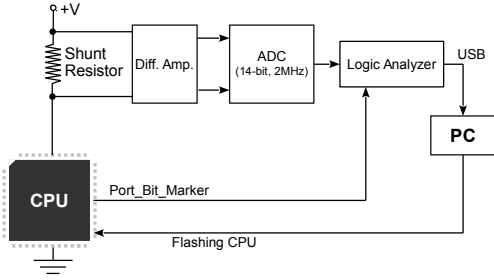 +V
Shunt
Resistor
Diff. Amp.
ADC
(14-bit, 2MHz)
Logic Analyzer
USB
PC
CPU
Port_Bit_Marker
Flashing CPU